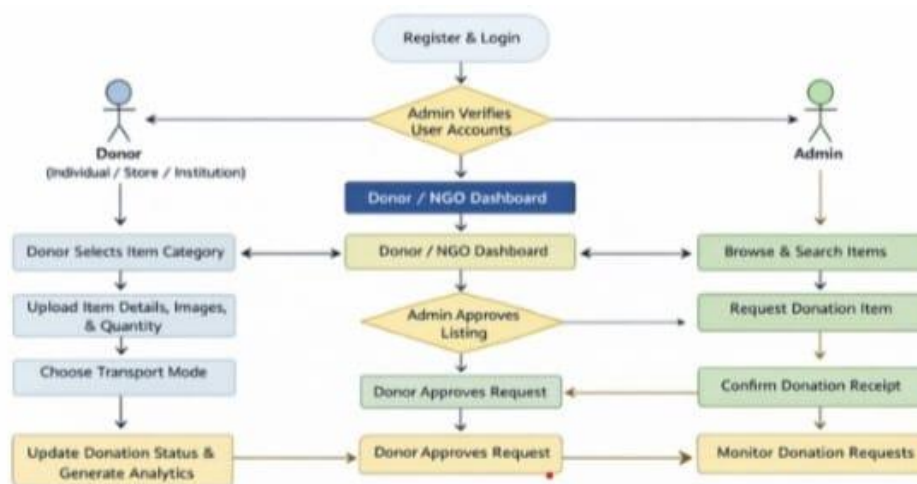 Register & Login
Admin Verifies
User Accounts
Donor
(Individual / Store / Institution)
Admin
Donor / NGO Dashboard
Donor Selects Item Category
Donor / NGO Dashboard
Browse & Search Items
Upload Item Details, Images,
& Quantity
Admin Approves
Listing
Request Donation Item
Choose Transport Mode
Donor Approves Request
Confirm Donation Receipt
Update Donation Status &
Generate Analytics
Donor Approves Request
Monitor Donation Requests